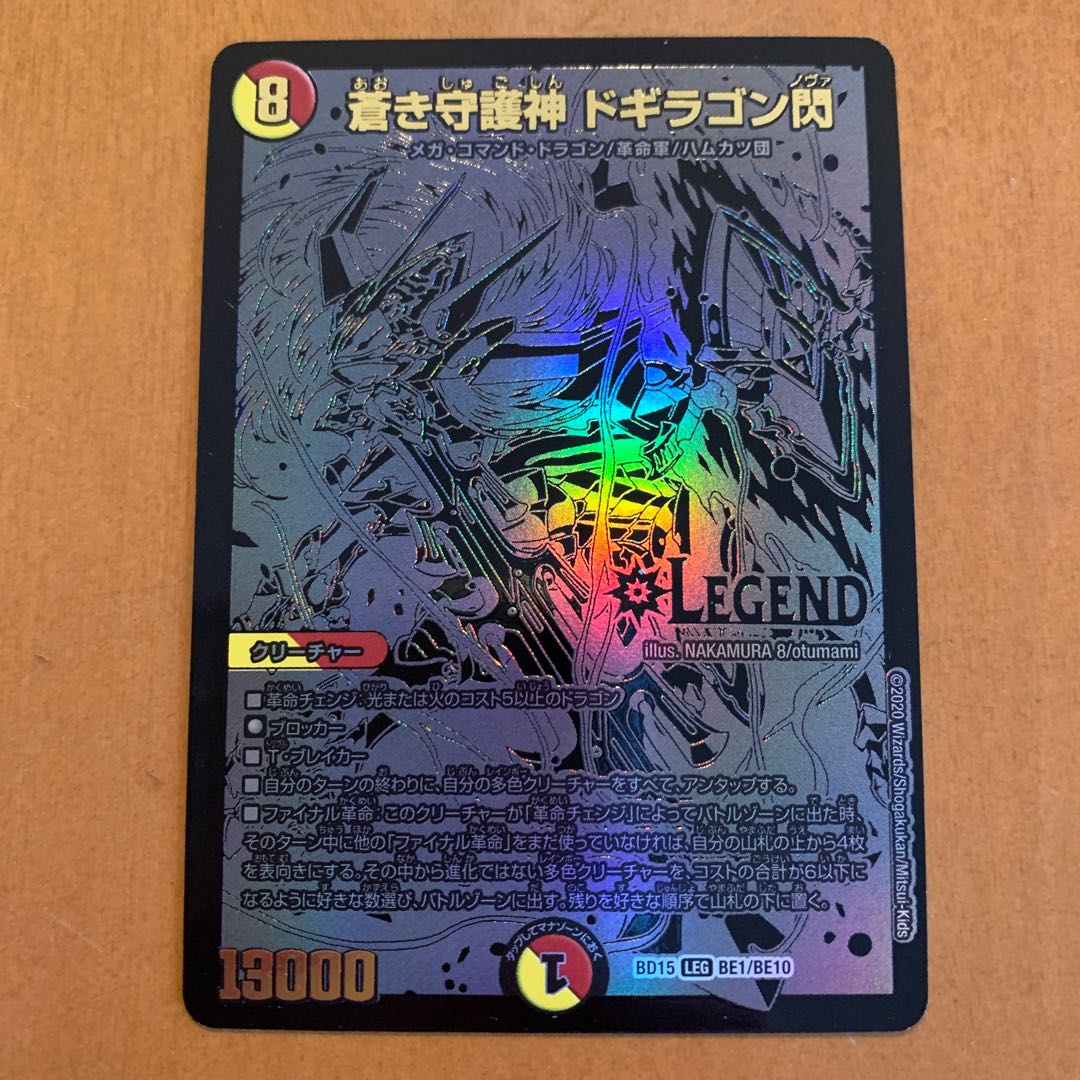 8
蒼き守護神 ドギラゴン閃
あお しゅごしん ノヴァ
メガ・コマンド・ドラゴン/革命軍/ハムカツ団
LEGEND
illus. NAKAMURA 8/otumami
クリーチャー
■革命チェンジ:光または火のコスト5以上のドラゴン
ブロッカー
■T・ブレイカー
■自分のターンの終わりに、自分の多色クリーチャーをすべて、アンタップする。
■ファイナル革命:このクリーチャーが「革命チェンジ」によってバトルゾーンに出た時、
そのターン中に他の「ファイナル革命」をまだ使っていなければ、自分の山札の上から4枚
を表向きにする。その中から進化ではない多色クリーチャーを、コストの合計が6以下に
なるように好きな数選び、バトルゾーンに出す。残りを好きな順序で山札の下に置く。
©2020 Wizards/Shogakukan/Mitsui-Kids
13000
タップしてマナゾーンにおく
1
BD15 LEG BE1/BE10